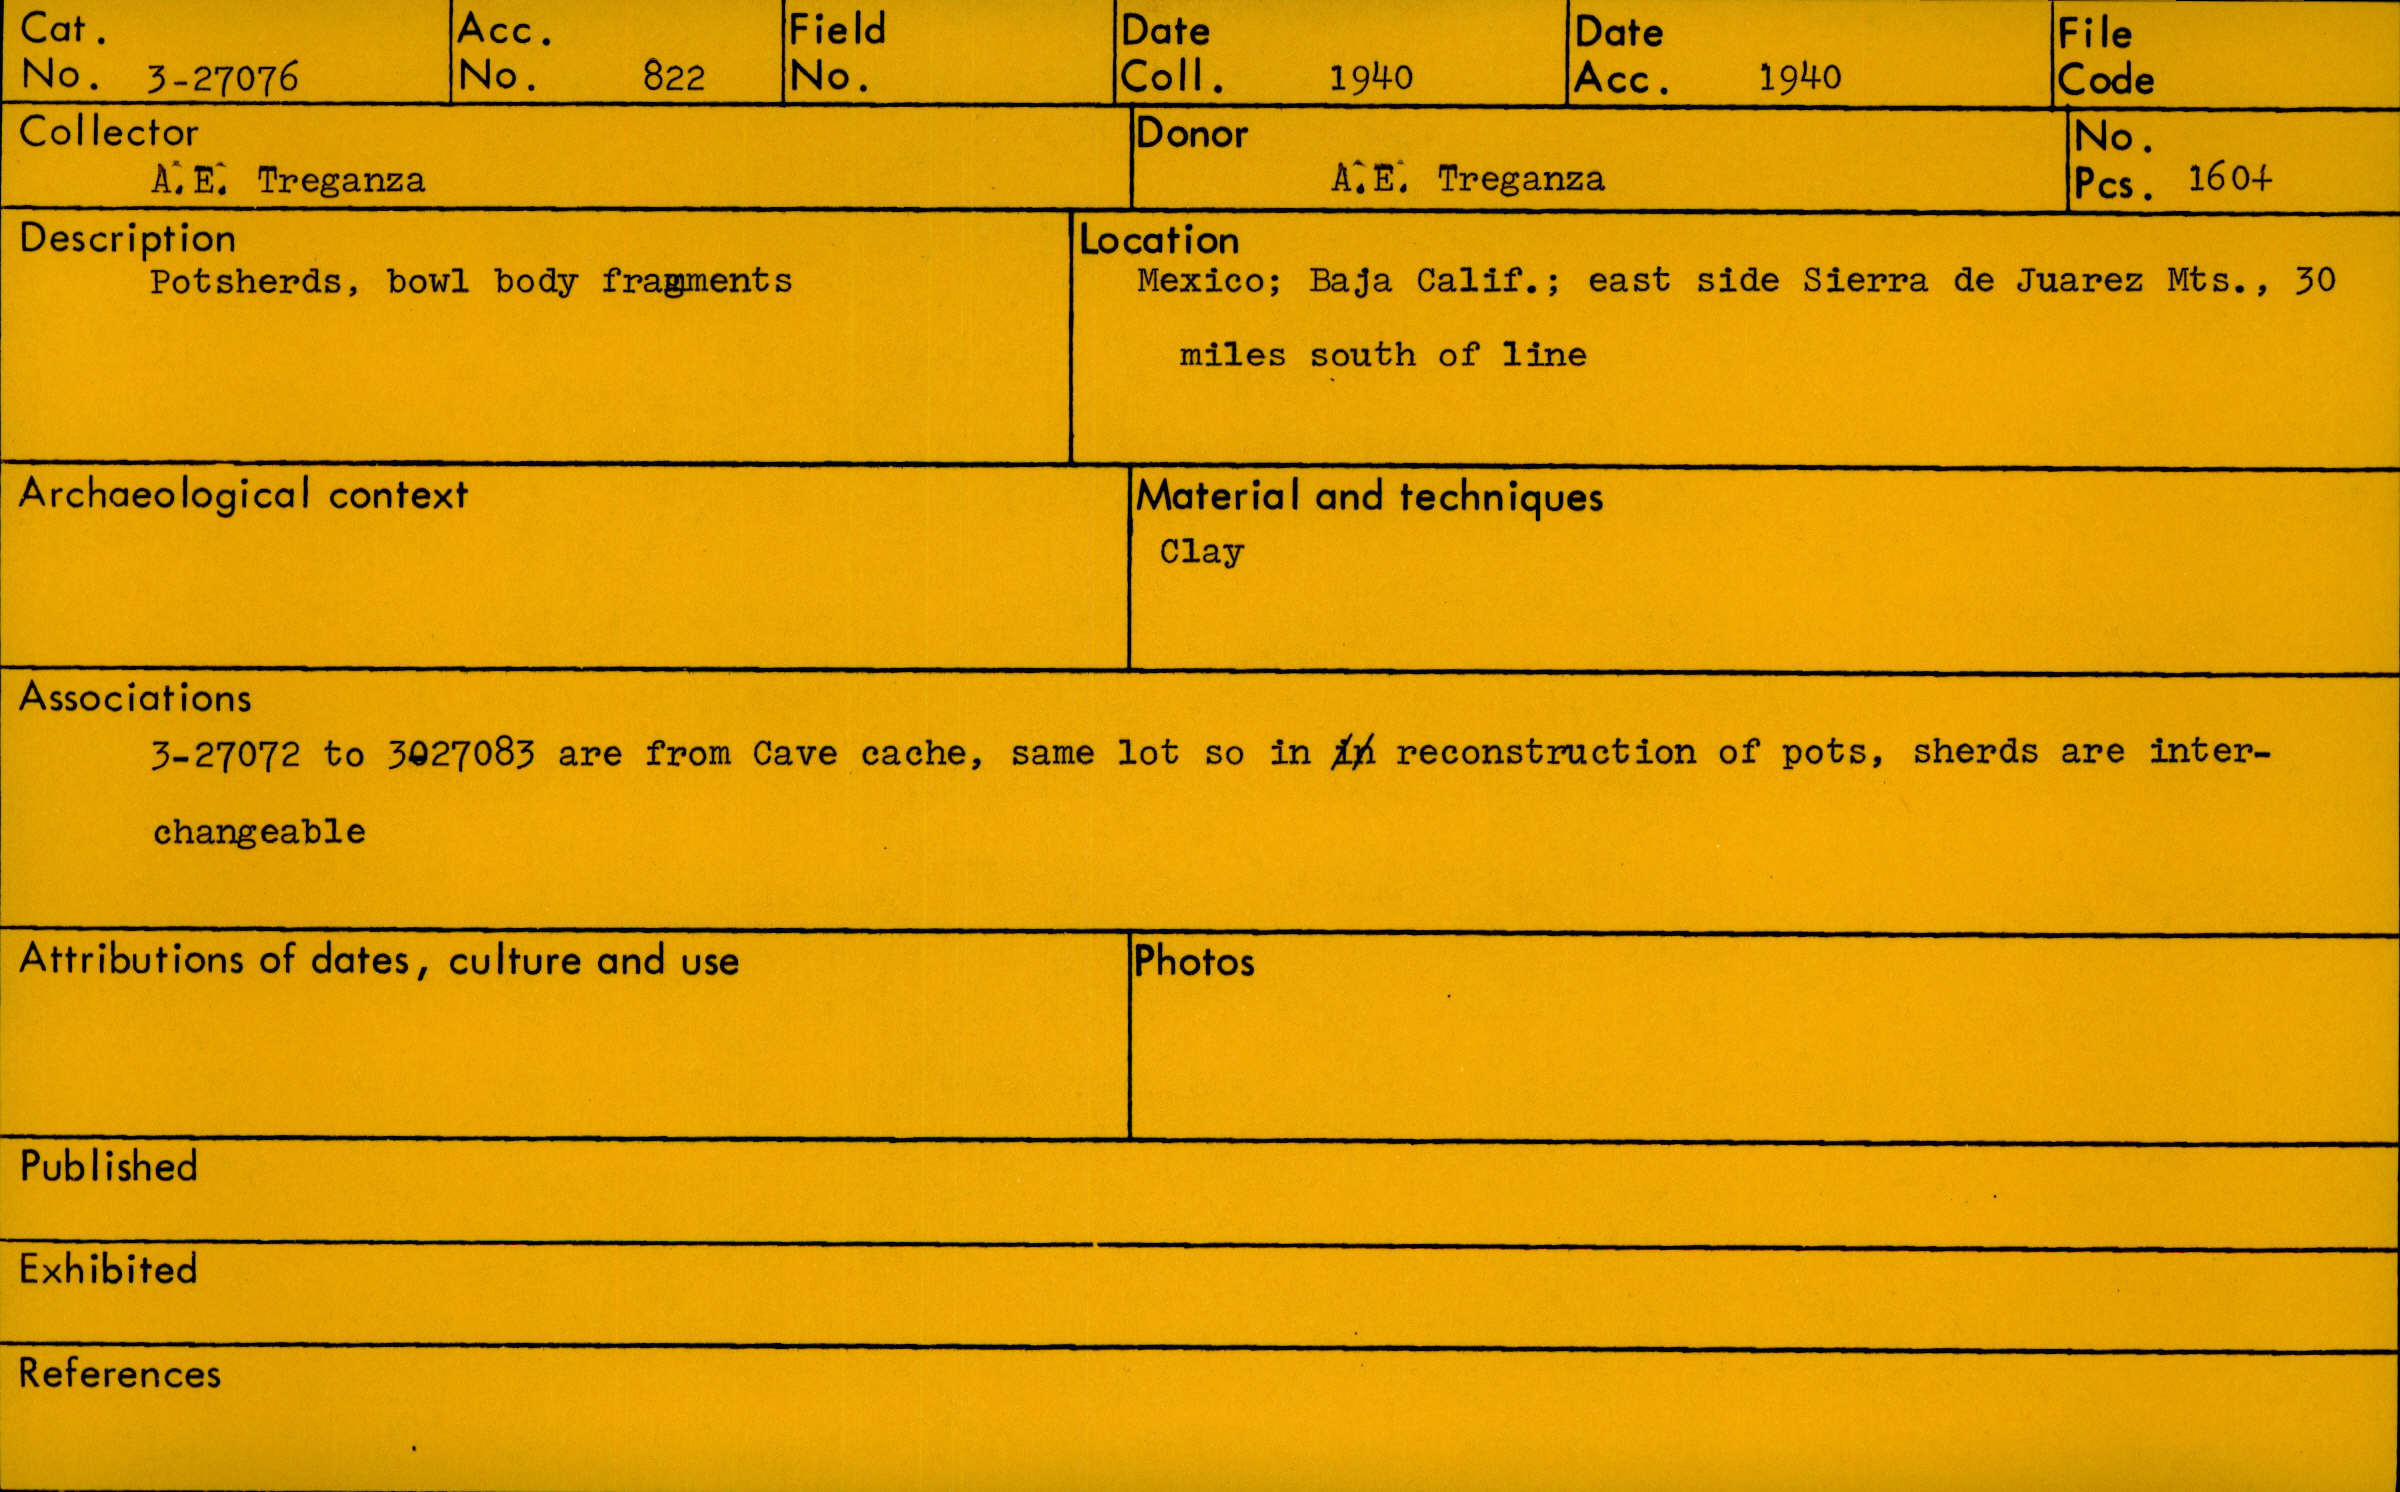 Cat. No. 3-27076
Acc. No. 822
Field No.
Date Coll. 1940
Date Acc. 1940
File Code
Collector
A.E. Treganza
Donor
A.E. Treganza
No. Pcs. 160+
Description
Potsherds, bowl body fragments
Location
Mexico; Baja Calif.; east side Sierra de Juarez Mts., 30
miles south of line
Archaeological context
Material and techniques
Clay
Associations
3-27072 to 3-27083 are from Cave cache, same lot so in in reconstruction of pots, sherds are inter-
changeable
Attributions of dates, culture and use
Photos
Published
Exhibited
References